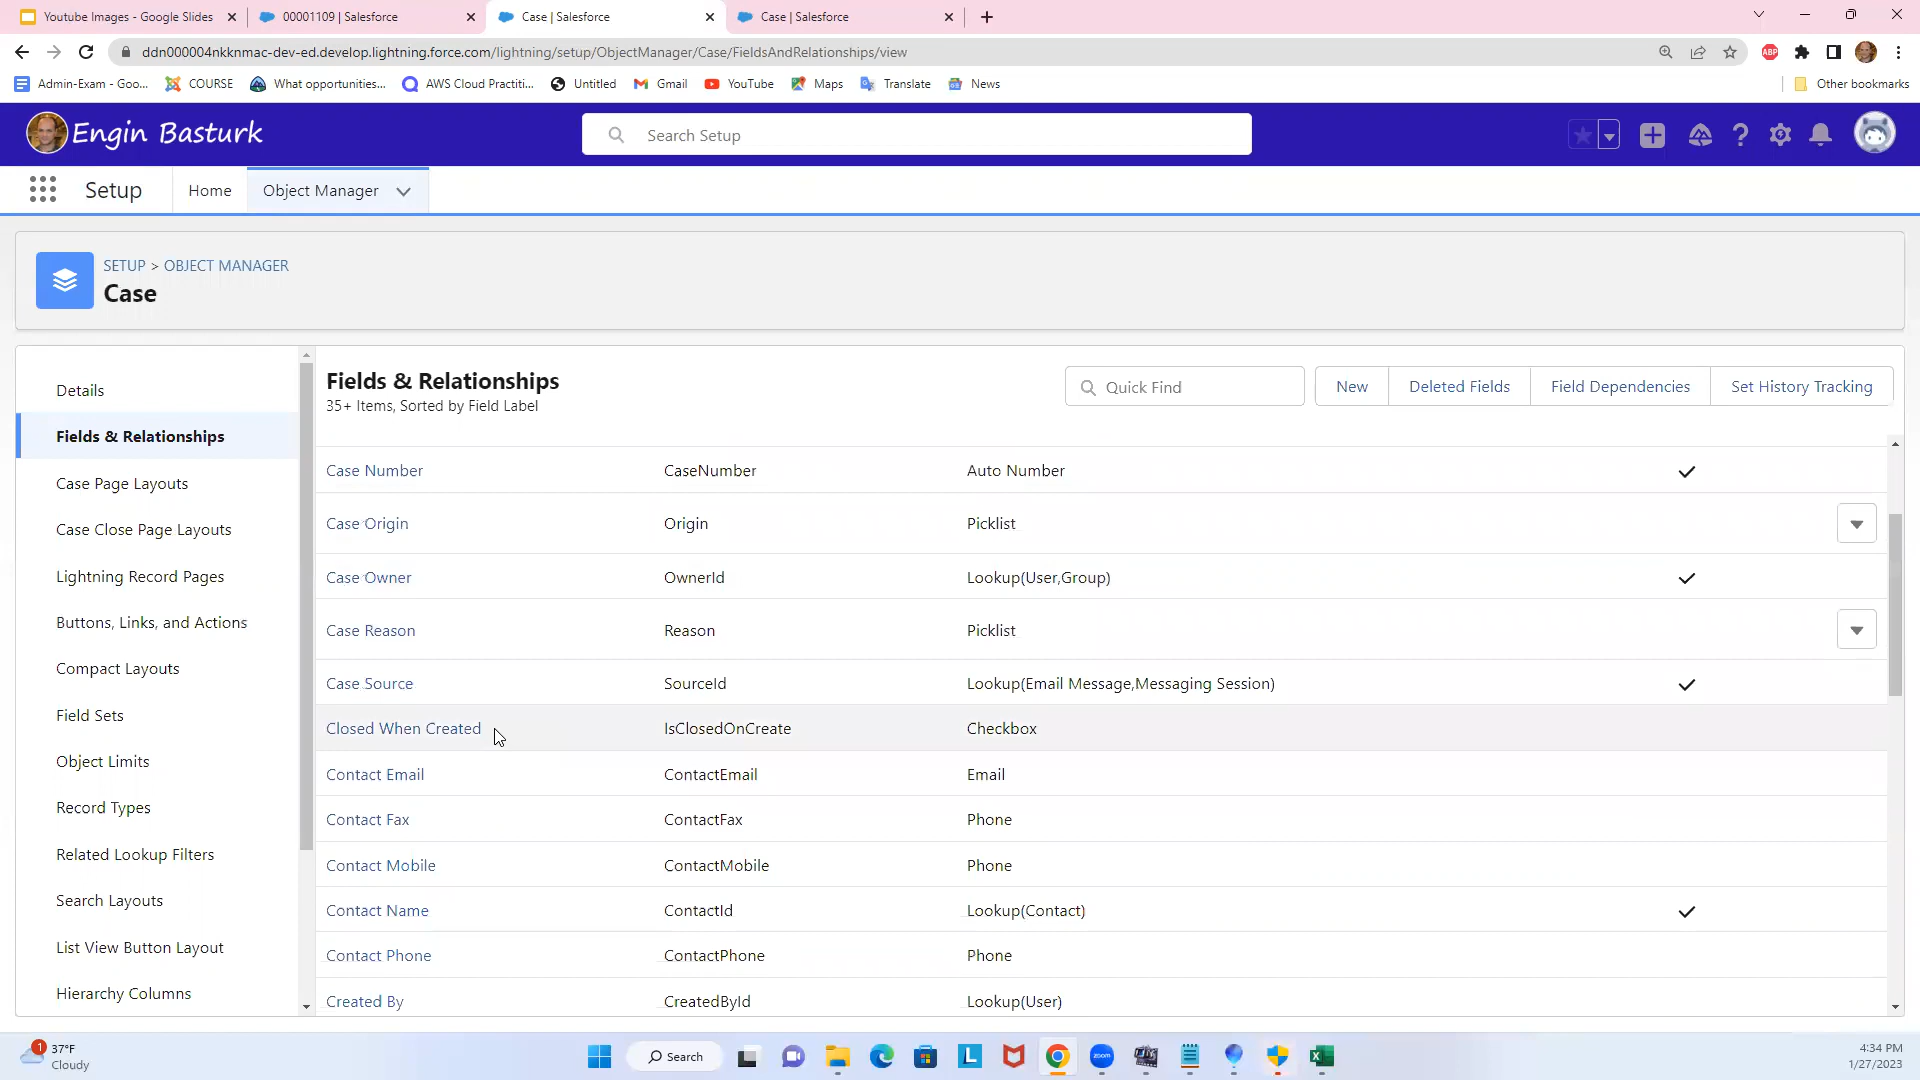 Youtube Images - Google Slides
00001109 | Salesforce
Case | Salesforce
Case | Salesforce
ddn000004nkknmac-dev-ed.develop.lightning.force.com/lightning/setup/ObjectManager/Case/FieldsAndRelationships/view
ABP
Admin-Exam - Goo...
COURSE
What opportunities...
AWS Cloud Practiti...
Untitled
Gmail
YouTube
Maps
Translate
News
Other bookmarks
Engin Basturk
Search Setup
Setup
Home
Object Manager
SETUP > OBJECT MANAGER
Case
Details
Fields & Relationships
Case Page Layouts
Case Close Page Layouts
Lightning Record Pages
Buttons, Links, and Actions
Compact Layouts
Field Sets
Object Limits
Record Types
Related Lookup Filters
Search Layouts
List View Button Layout
Hierarchy Columns
Fields & Relationships
35+ Items, Sorted by Field Label
Quick Find
New
Deleted Fields
Field Dependencies
Set History Tracking
Case Number CaseNumber Auto Number
Case Origin Origin Picklist
Case Owner OwnerId Lookup(User,Group)
Case Reason Reason Picklist
Case Source SourceId Lookup(Email Message,Messaging Session)
Closed When Created IsClosedOnCreate Checkbox
Contact Email ContactEmail Email
Contact Fax ContactFax Phone
Contact Mobile ContactMobile Phone
Contact Name ContactId Lookup(Contact)
Contact Phone ContactPhone Phone
Created By CreatedById Lookup(User)
1
37°F
Cloudy
Search
L
zoom
4:34 PM
1/27/2023